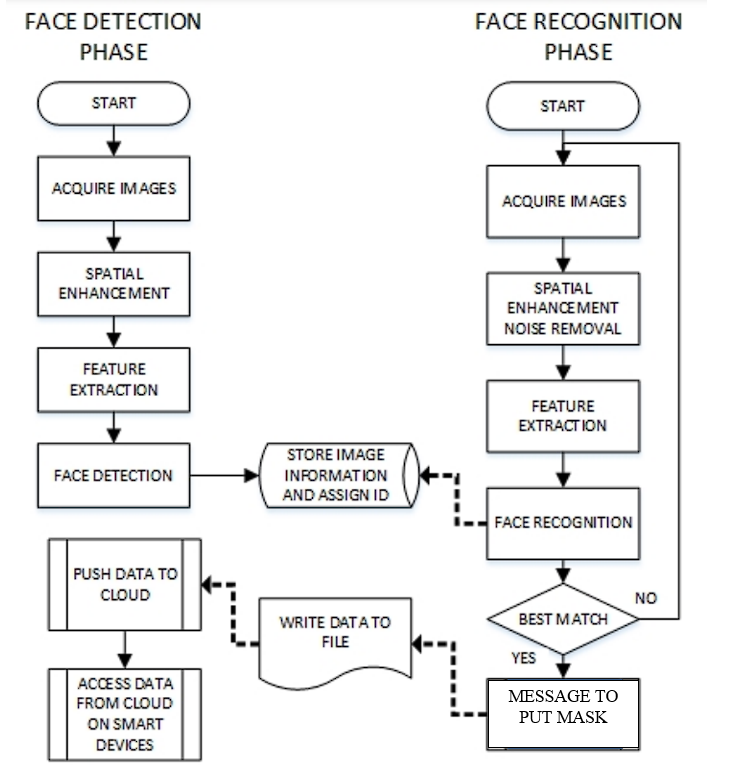 FACE DETECTION
PHASE
START
ACQUIRE IMAGES
SPATIAL
ENHANCEMENT
FEATURE
EXTRACTION
FACE DETECTION
STORE IMAGE
INFORMATION
AND ASSIGN ID
PUSH DATA TO
CLOUD
ACCESS DATA
FROM CLOUD
ON SMART
DEVICES
WRITE DATA TO
FILE
FACE RECOGNITION
PHASE
START
ACQUIRE IMAGES
SPATIAL
ENHANCEMENT
NOISE REMOVAL
FEATURE
EXTRACTION
FACE RECOGNITION
BEST MATCH
NO
YES
MESSAGE TO
PUT MASK